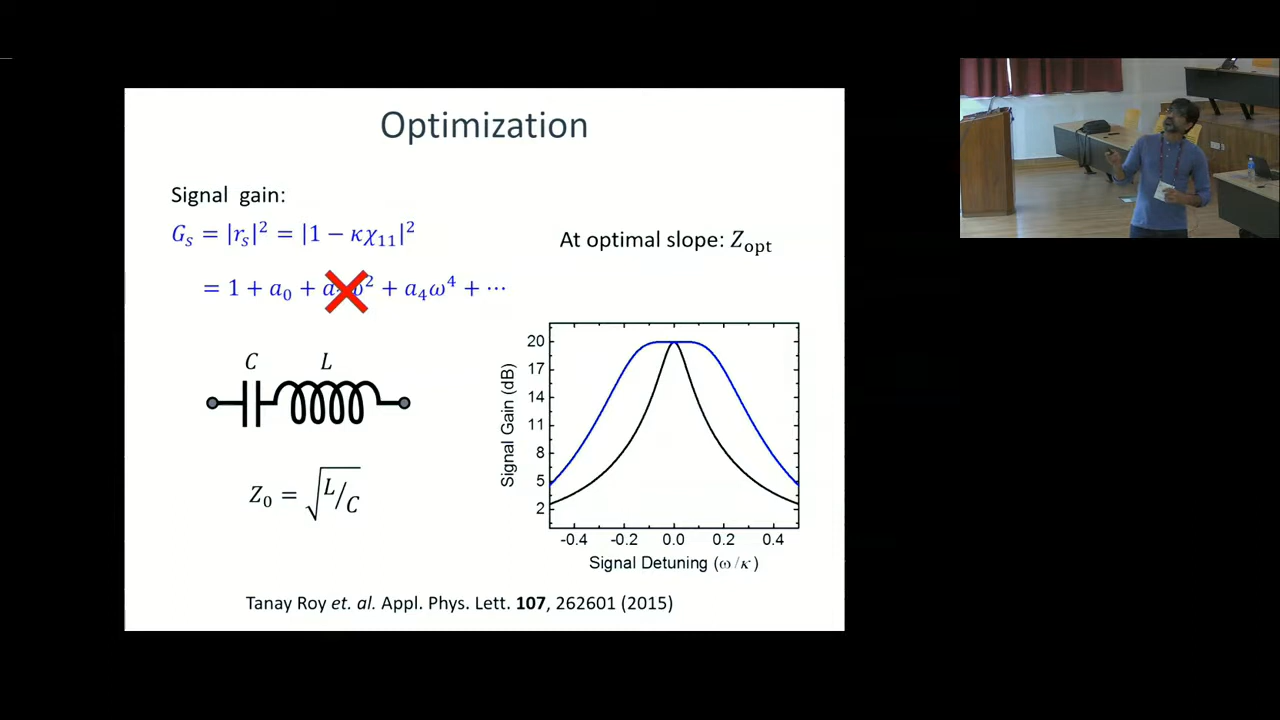 Optimization
Signal gain:
G_s = |r_s|² = |1 − κχ₁₁|²
= 1 + a₀ + a₂ω² + a₄ω⁴ + ⋯
At optimal slope: Z_opt
C L
Z₀ = √L/C
Signal Gain (dB)
20
17
14
11
8
5
2
-0.4 -0.2 0.0 0.2 0.4
Signal Detuning (ω/κ)
Tanay Roy et. al. Appl. Phys. Lett. 107, 262601 (2015)